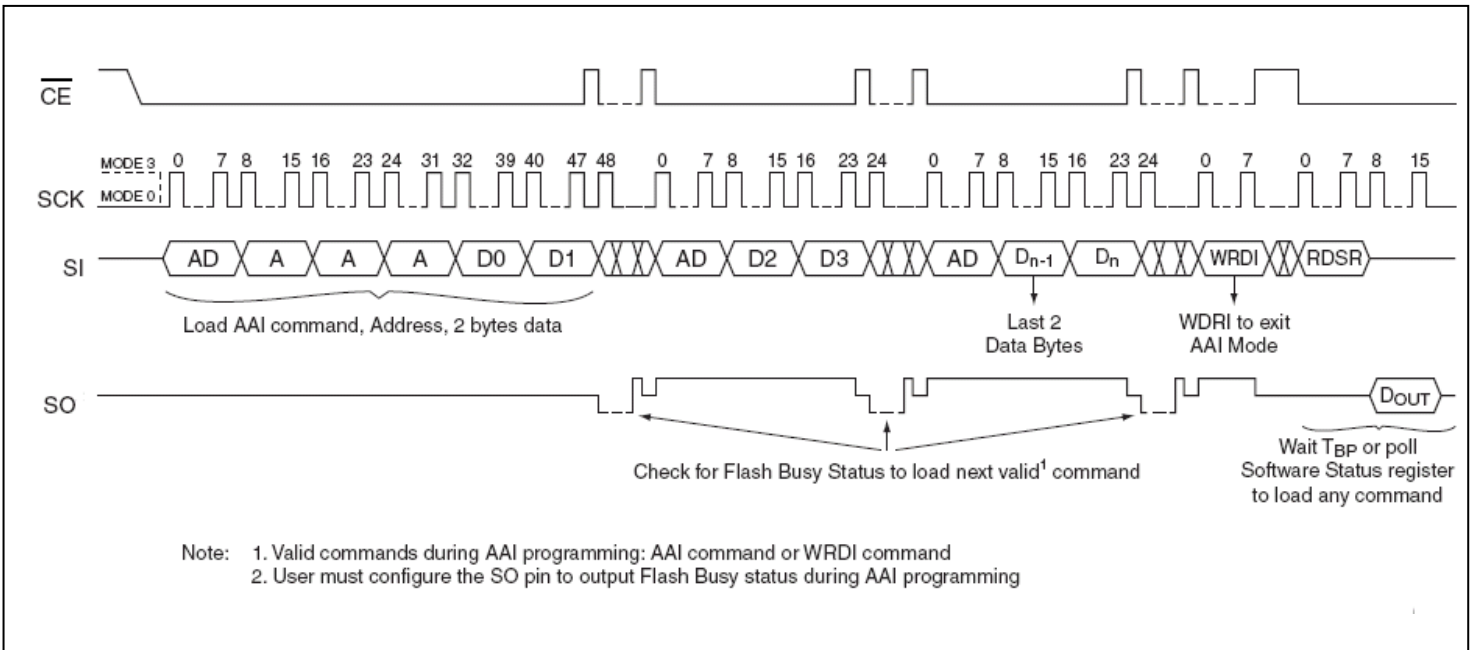 CE
MODE 3 0 7 8 15 16 23 24 31 32 39 40 47 48 0 7 8 15 16 23 24 0 7 8 15 16 23 24 0 7 0 7 8 15
SCK MODE 0
SI AD A A A D0 D1 AD D2 D3 AD Dn-1 Dn WRDI RDSR
Load AAI command, Address, 2 bytes data
Last 2
Data Bytes
WDRI to exit
AAI Mode
SO DOUT
Check for Flash Busy Status to load next valid1 command
Wait TBP or poll
Software Status register
to load any command
Note: 1. Valid commands during AAI programming: AAI command or WRDI command
2. User must configure the SO pin to output Flash Busy status during AAI programming